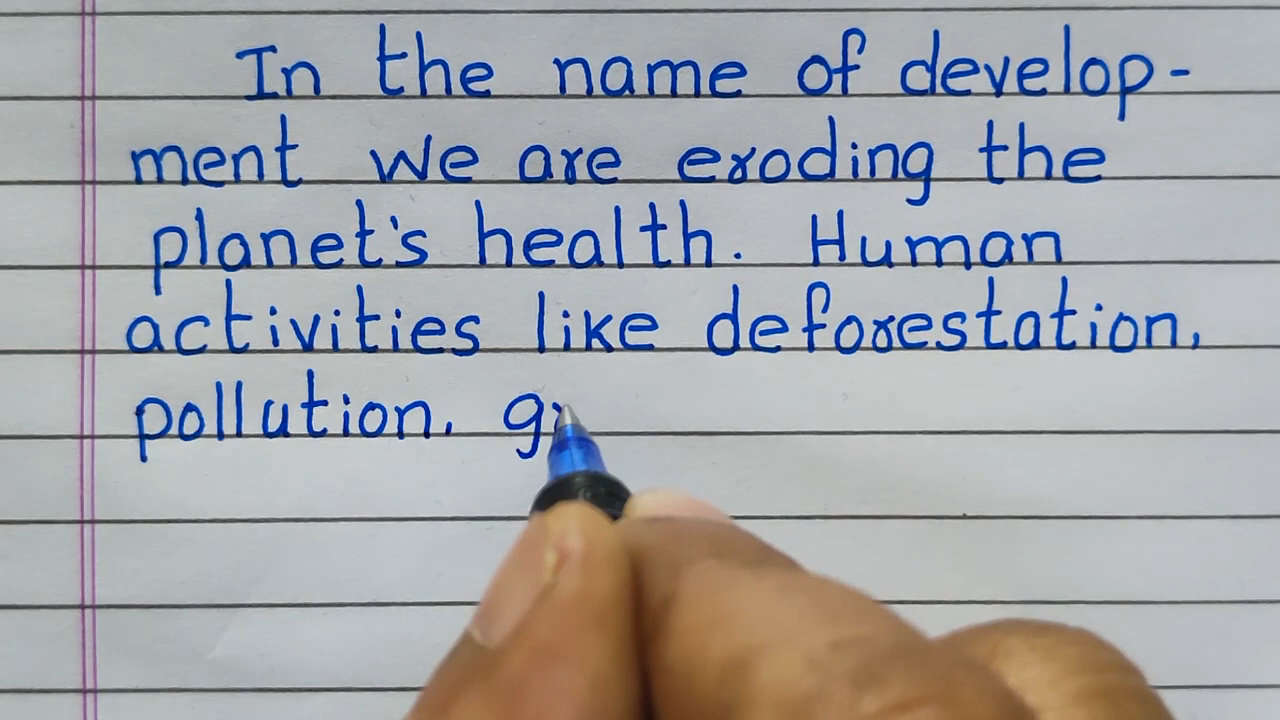 In the name of develop-
ment we are eroding the
planet's health. Human
activities like deforestation,
pollution,